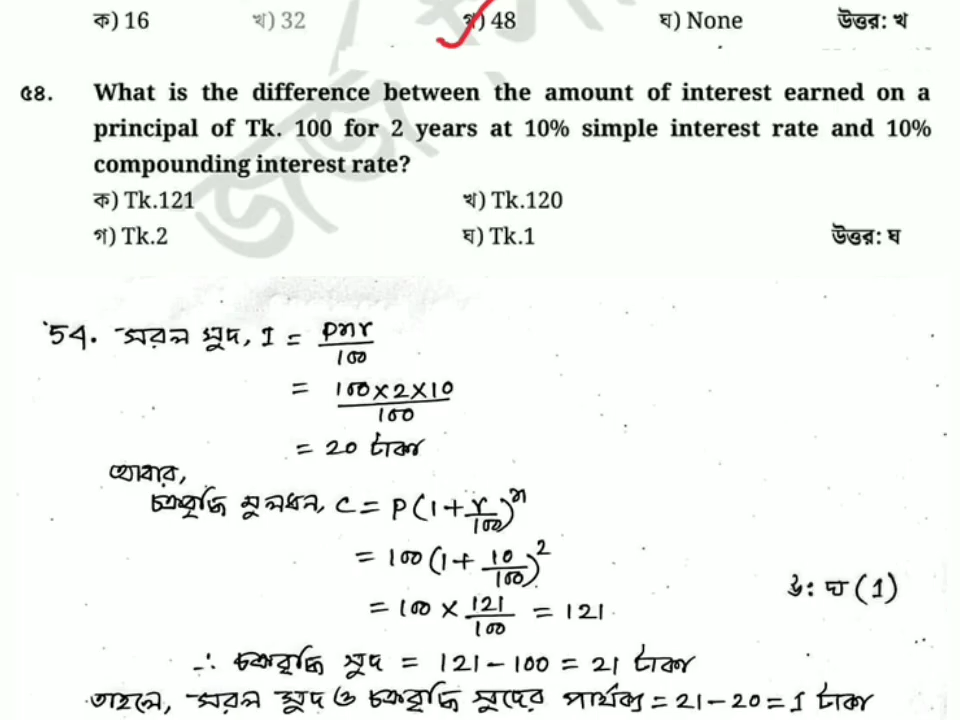 ক) 16 খ) 32 গ) 48 ঘ) None উত্তর: খ
৫৪. What is the difference between the amount of interest earned on a
principal of Tk. 100 for 2 years at 10% simple interest rate and 10%
compounding interest rate?
ক) Tk.121 খ) Tk.120
গ) Tk.2 ঘ) Tk.1 উত্তর: ঘ
54. সরল সুদ, I = pnr/100
= 100×2×10/100
= 20 টাকা
আবার,
চক্রবৃদ্ধি মূলধন, C = P(1+r/100)^n
= 100(1+10/100)^2
= 100 × 121/100 = 121
উ: ঘ (1)
∴ চক্রবৃদ্ধি সুদ = 121 - 100 = 21 টাকা
তাহলে, সরল সুদ ও চক্রবৃদ্ধি সুদের পার্থক্য = 21 - 20 = 1 টাকা